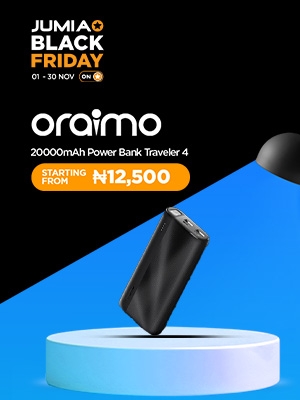 JUMIA
BLACK
FRIDAY
01 - 30 NOV ON
oraimo
20000mAh Power Bank Traveler 4
STARTING
FROM ₦12,500